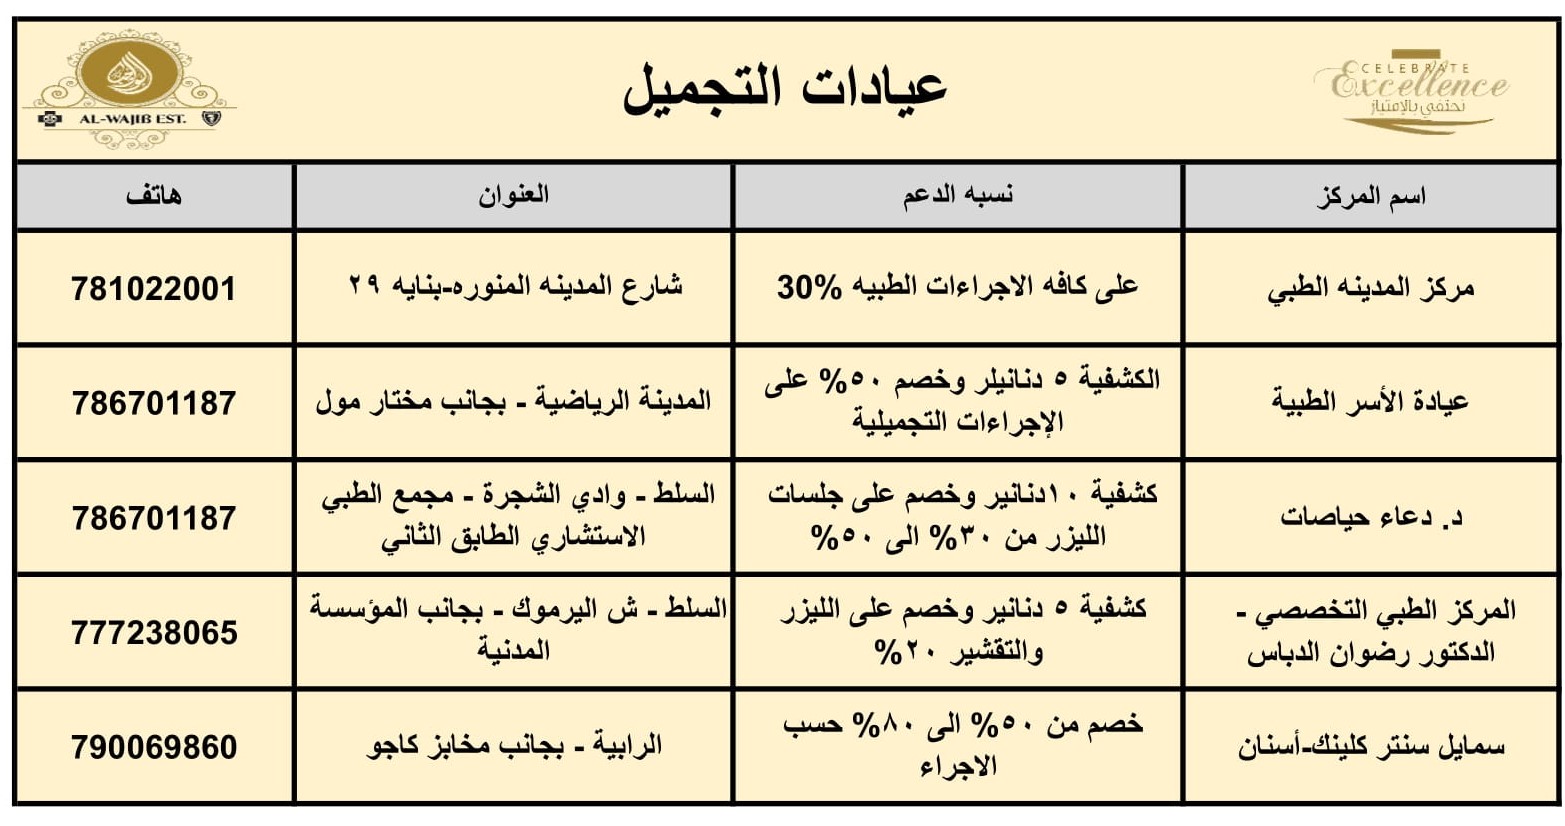 CELEBRATE
Excellence
نحتفي بالإمتياز
عيادات التجميل
الواجب
AL-WAJIB EST.
اسم المركز
نسبه الدعم
العنوان
هاتف
مركز المدينه الطبي
على كافه الاجراءات الطبيه 30%
شارع المدينه المنوره-بنايه ٢٩
781022001
عيادة الأسر الطبية
الكشفية ٥ دنانيلر وخصم ٥٠% على
الإجراءات التجميلية
المدينة الرياضية - بجانب مختار مول
786701187
د. دعاء حياصات
كشفية ١٠دنانير وخصم على جلسات
الليزر من ٣٠% الى ٥٠%
السلط - وادي الشجرة - مجمع الطبي
الاستشاري الطابق الثاني
786701187
المركز الطبي التخصصي -
الدكتور رضوان الدباس
كشفية ٥ دنانير وخصم على الليزر
والتقشير ٢٠%
السلط - ش اليرموك - بجانب المؤسسة
المدنية
777238065
سمايل سنتر كلينك-أسنان
خصم من ٥٠% الى ٨٠% حسب
الاجراء
الرابية - بجانب مخابز كاجو
790069860